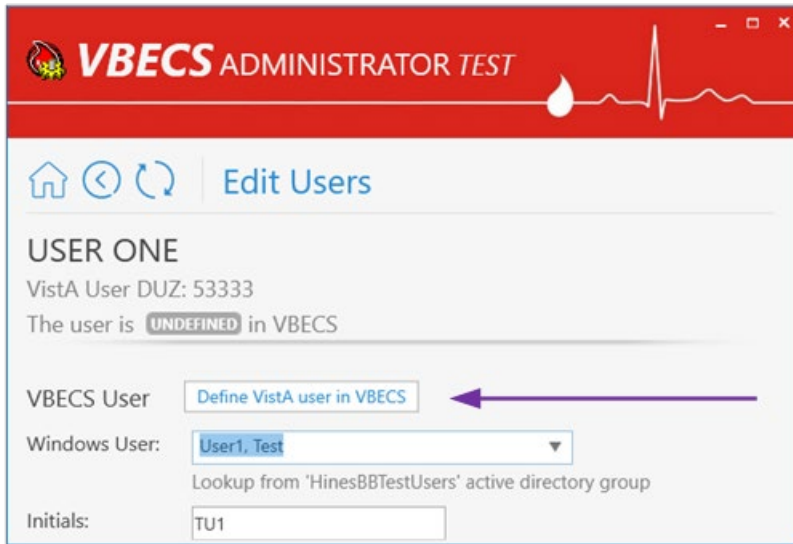 VBECS ADMINISTRATOR TEST
Edit Users
USER ONE
VistA User DUZ: 53333
The user is UNDEFINED in VBECS
VBECS User Define VistA user in VBECS
Windows User: User1, Test
Lookup from 'HinesBBTestUsers' active directory group
Initials: TU1